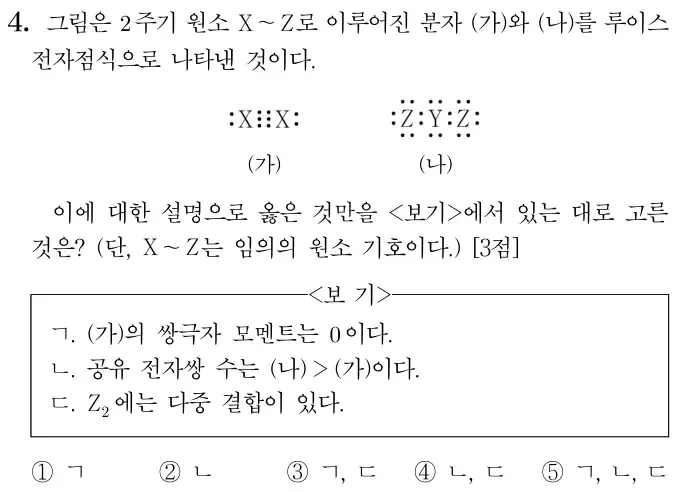 4. 그림은 2주기 원소 X ~ Z로 이루어진 분자 (가)와 (나)를 루이스
전자점식으로 나타낸 것이다.
:X⫶⫶X: :Z:Y:Z:
(가) (나)
이에 대한 설명으로 옳은 것만을 <보기>에서 있는 대로 고른
것은? (단, X ~ Z는 임의의 원소 기호이다.) [3점]
<보 기>
ㄱ. (가)의 쌍극자 모멘트는 0이다.
ㄴ. 공유 전자쌍 수는 (나) > (가)이다.
ㄷ. Z₂에는 다중 결합이 있다.
① ㄱ ② ㄴ ③ ㄱ, ㄷ ④ ㄴ, ㄷ ⑤ ㄱ, ㄴ, ㄷ